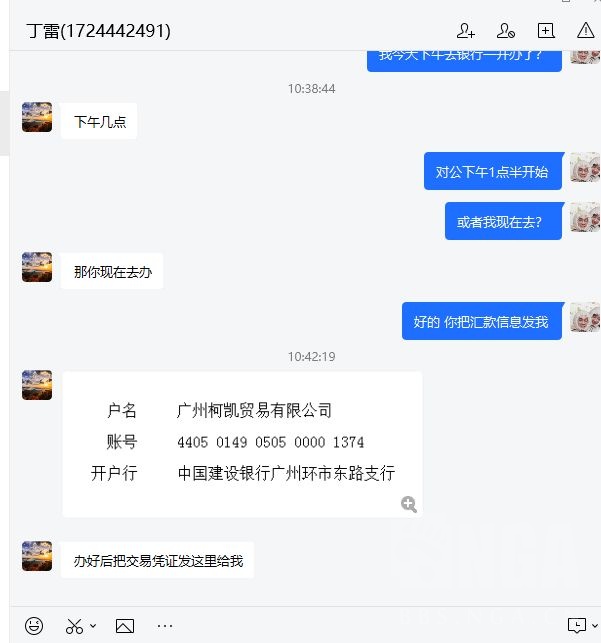 丁雷(1724442491)
我今天下午去银行一并办了？
10:38:44
下午几点
对公下午1点半开始
或者我现在去？
那你现在去办
好的 你把汇款信息发我
10:42:19
户名 广州柯凯贸易有限公司
账号 4405 0149 0505 0000 1374
开户行 中国建设银行广州环市东路支行
办好后把交易凭证发这里给我